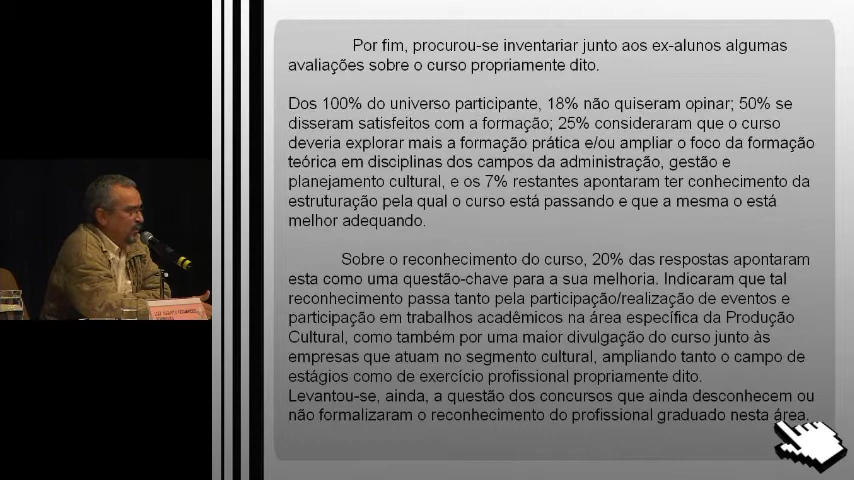 Por fim, procurou-se inventariar junto aos ex-alunos algumas
avaliações sobre o curso propriamente dito.
Dos 100% do universo participante, 18% não quiseram opinar; 50% se
disseram satisfeitos com a formação; 25% consideraram que o curso
deveria explorar mais a formação prática e/ou ampliar o foco da formação
teórica em disciplinas dos campos da administração, gestão e
planejamento cultural, e os 7% restantes apontaram ter conhecimento da
estruturação pela qual o curso está passando e que a mesma o está
melhor adequando.
Sobre o reconhecimento do curso, 20% das respostas apontaram
esta como uma questão-chave para a sua melhoria. Indicaram que tal
reconhecimento passa tanto pela participação/realização de eventos e
participação em trabalhos acadêmicos na área específica da Produção
Cultural, como também por uma maior divulgação do curso junto às
empresas que atuam no segmento cultural, ampliando tanto o campo de
estágios como de exercício profissional propriamente dito.
Levantou-se, ainda, a questão dos concursos que ainda desconhecem ou
não formalizaram o reconhecimento do profissional graduado nesta área.